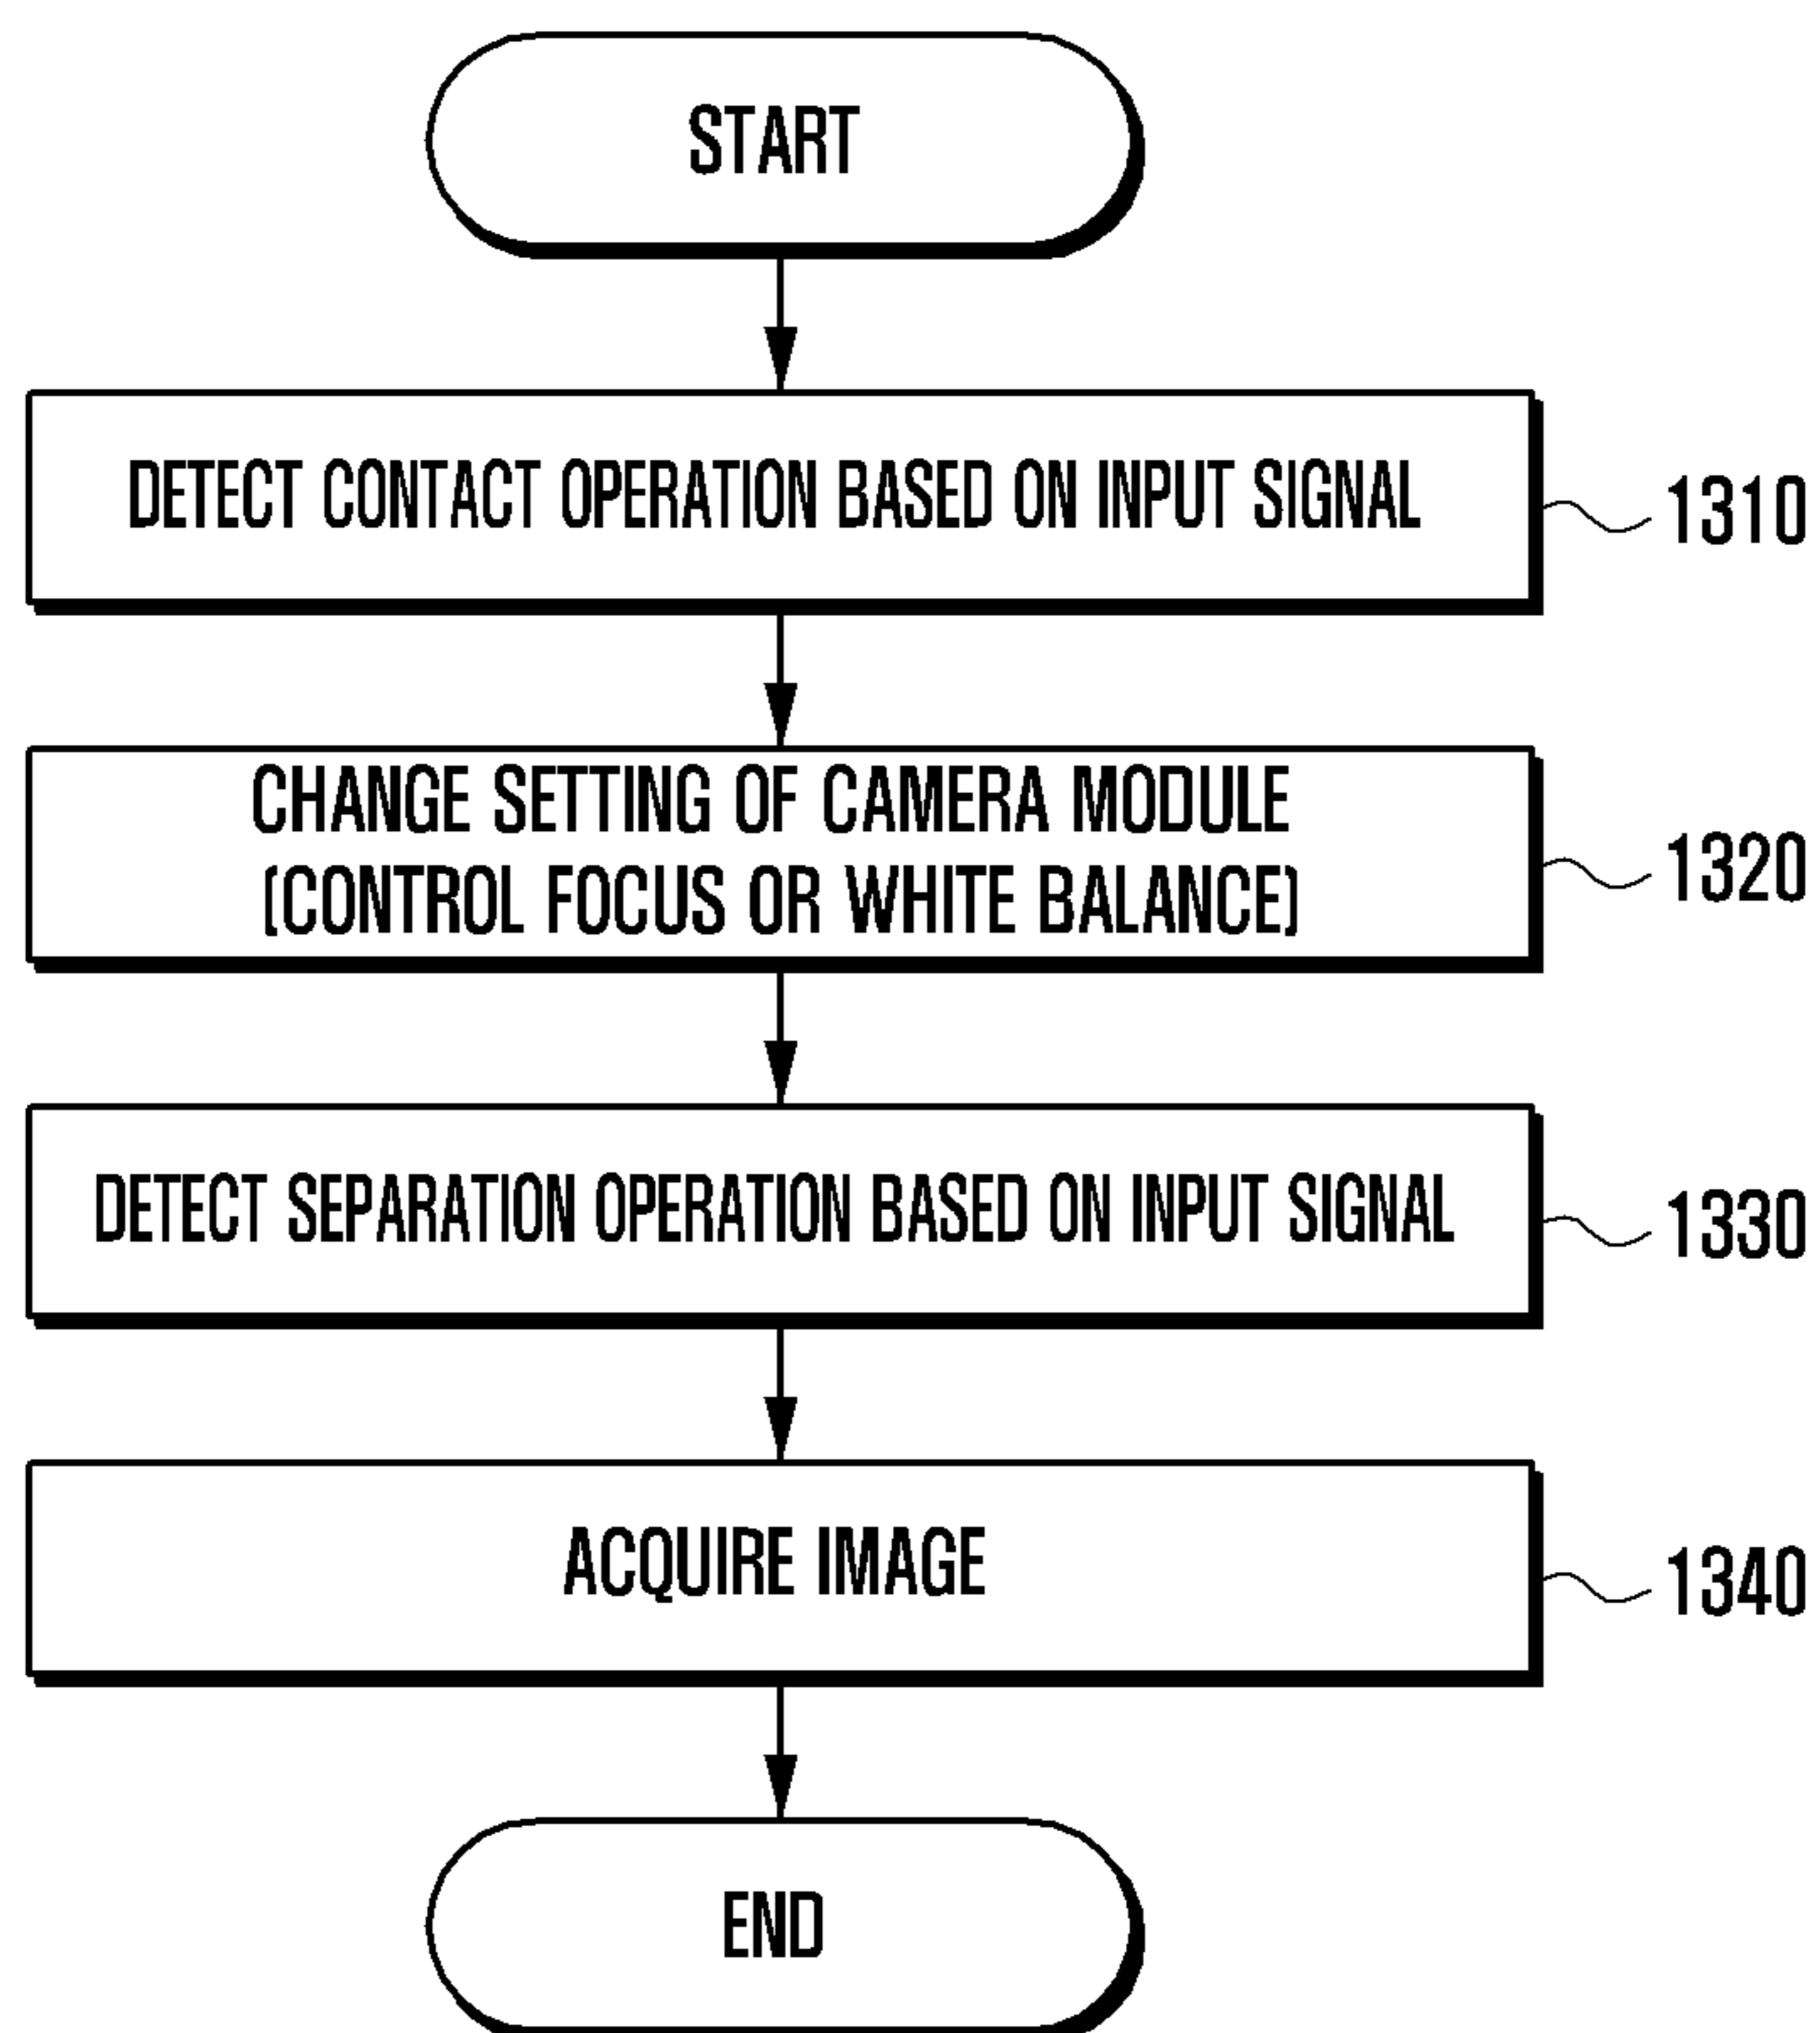 START
DETECT CONTACT OPERATION BASED ON INPUT SIGNAL
1310
CHANGE SETTING OF CAMERA MODULE
(CONTROL FOCUS OR WHITE BALANCE)
1320
DETECT SEPARATION OPERATION BASED ON INPUT SIGNAL
1330
ACQUIRE IMAGE
1340
END